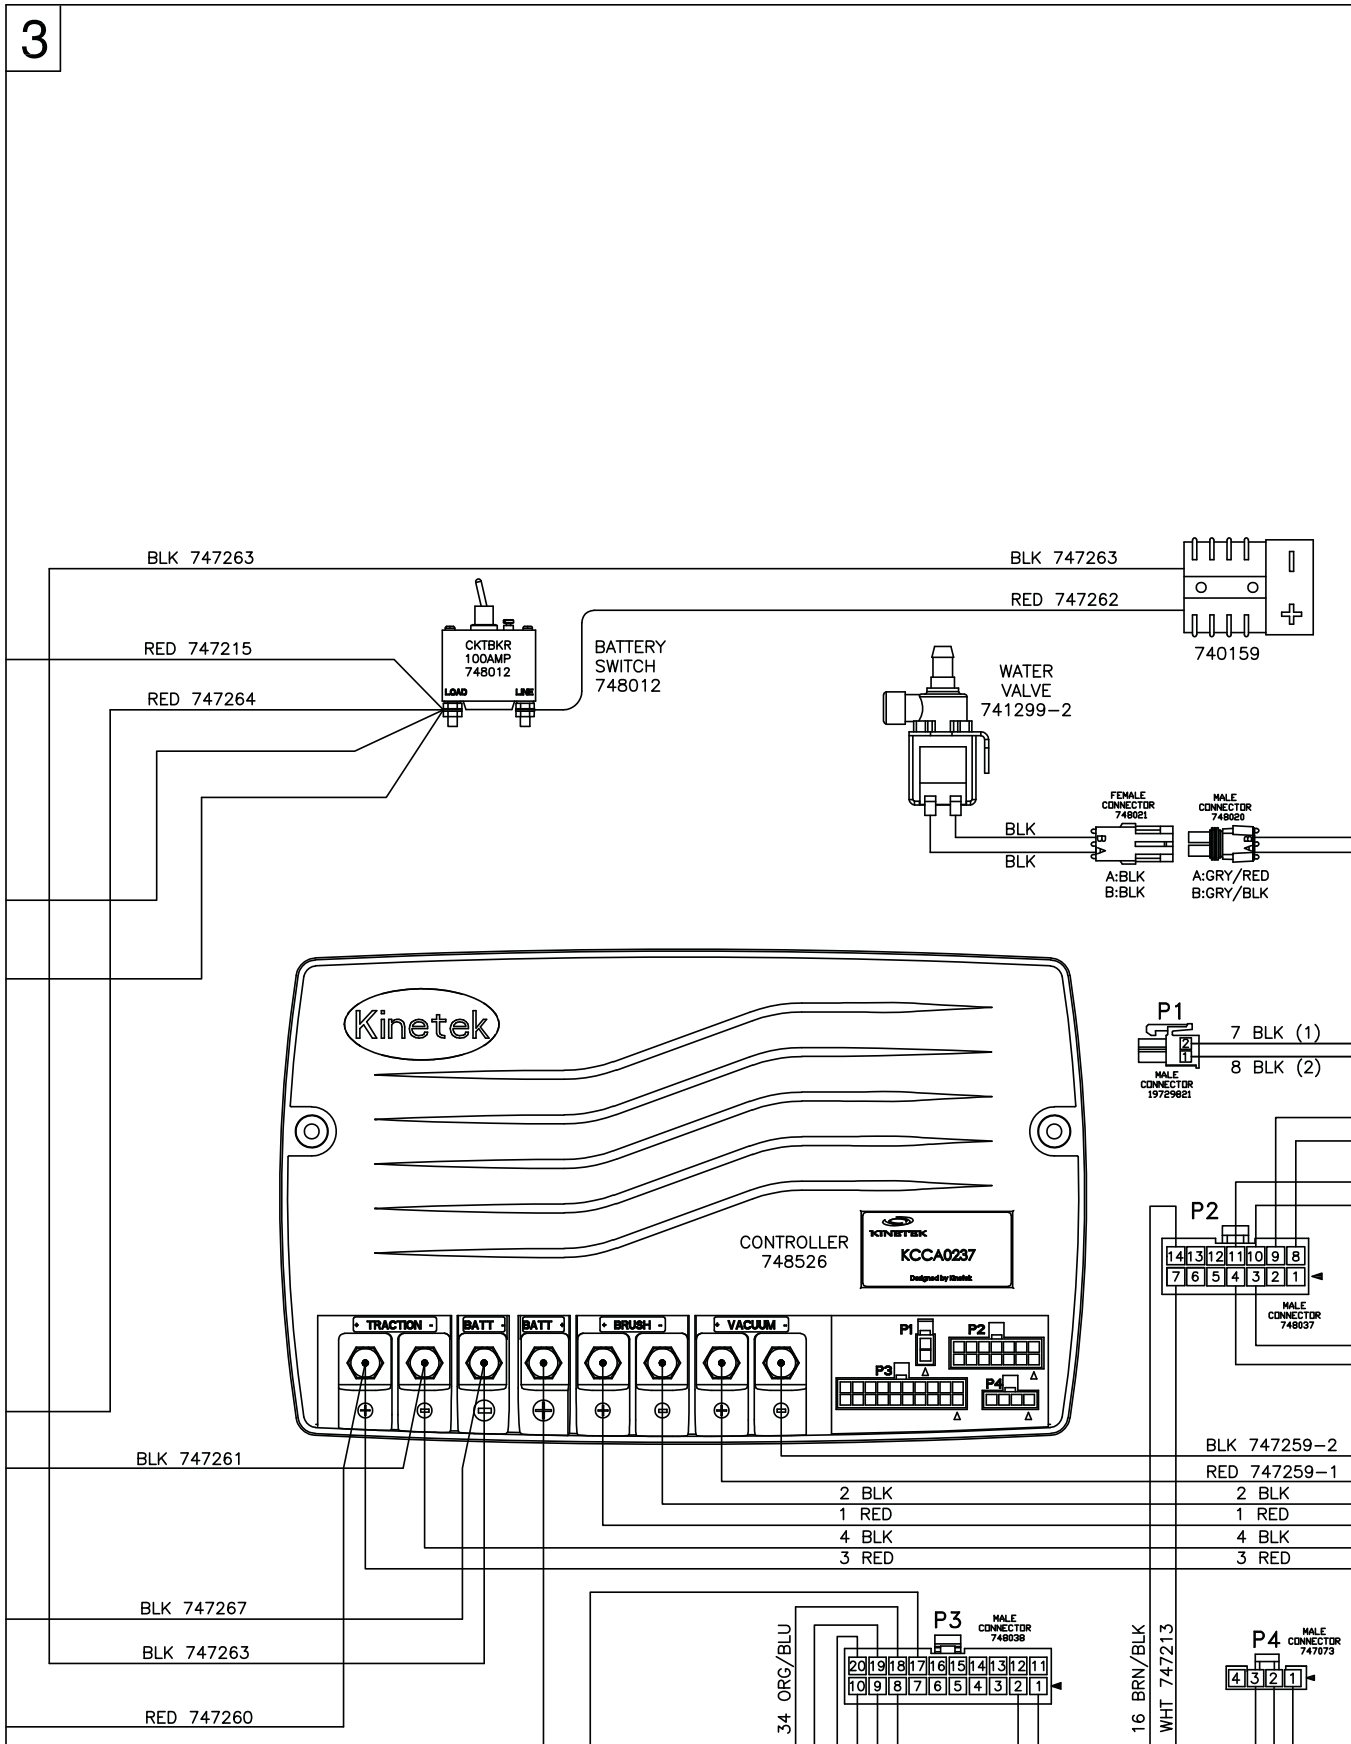 3
BLK 747263
BLK 747263
RED 747262
RED 747215
CKTBKR
100AMP
748012
LOAD
LINE
BATTERY
SWITCH
748012
740159
RED 747264
WATER
VALVE
741299-2
FEMALE
CONNECTOR
748021
MALE
CONNECTOR
748020
BLK
BLK
B
A
B
A
A:BLK
B:BLK
A:GRY/RED
B:GRY/BLK
Kinetek
P1
2
1
7 BLK (1)
8 BLK (2)
MALE
CONNECTOR
19729821
P2
14 13 12 11 10 9 8
7 6 5 4 3 2 1
MALE
CONNECTOR
748037
CONTROLLER
748526
KINETEK
KCCA0237
Designed by Kinetek
+ TRACTION -
BATT -
BATT +
+ BRUSH -
+ VACUUM -
P1
P2
P3
P4
BLK 747261
BLK 747259-2
RED 747259-1
2 BLK
2 BLK
1 RED
1 RED
4 BLK
4 BLK
3 RED
3 RED
BLK 747267
BLK 747263
RED 747260
34 ORG/BLU
P3
MALE
CONNECTOR
748038
20 19 18 17 16 15 14 13 12 11
10 9 8 7 6 5 4 3 2 1
16 BRN/BLK
WHT 747213
P4
MALE
CONNECTOR
747073
4 3 2 1